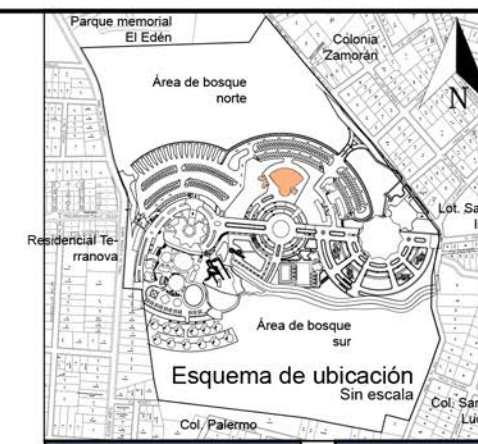 Parque memorial
El Edén
Colonia
Zamorán
Área de bosque
norte
N
Lot. Sa
Residencial Te-
rranova
Área de bosque
sur
Esquema de ubicación
Sin escala
Col. San
Luc
Col. Palermo